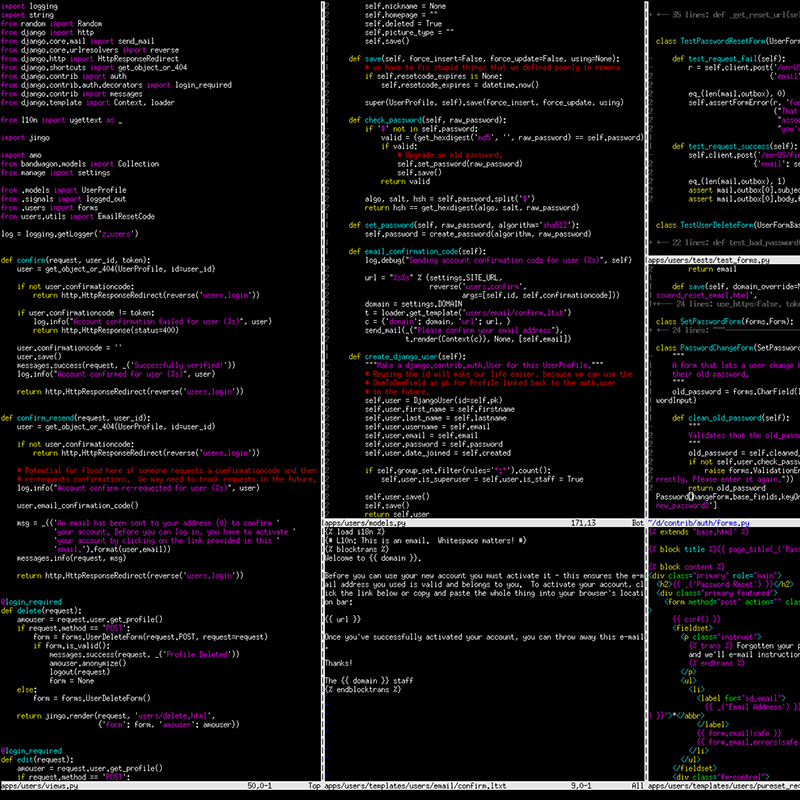 import logging
import string
from random import Random
from django import http
from django.core.mail import send_mail
from django.core.urlresolvers import reverse
from django.http import HttpResponseRedirect
from django.shortcuts import get_object_or_404
from django.contrib import auth
from django.contrib.auth.decorators import login_required
from django.contrib import messages
from django.template import Context, loader
from l10n import ugettext as _
import jingo
import amo
from bandwagon.models import Collection
from manage import settings
from .models import UserProfile
from .signals import logged_out
from .users import forms
from users.utils import EmailResetCode
log = logging.getLogger('z.users')
def confirm(request, user_id, token):
user = get_object_or_404(UserProfile, id=user_id)
if not user.confirmationcode:
return http.HttpResponseRedirect(reverse('users.login'))
if user.confirmationcode != token:
log.info("Account confirmation failed for user (%s)", user)
return http.HttpResponse(status=400)
user.confirmationcode = ''
user.save()
messages.success(request, _('Successfully verified!'))
log.info("Account confirmed for user (%s)", user)
return http.HttpResponseRedirect(reverse('users.login'))
def confirm_resend(request, user_id):
user = get_object_or_404(UserProfile, id=user_id)
if not user.confirmationcode:
return http.HttpResponseRedirect(reverse('users.login'))
# Potential for flood here if someone requests a confirmationcode and then
# re-requests confirmations.  We may need to track requests in the future.
log.info("Account confirm re-requested for user (%s)", user)
user.email_confirmation_code()
msg = _(('An email has been sent to your address {0} to confirm '
'your account. Before you can log in, you have to activate '
'your account by clicking on the link provided in this '
'email.').format(user.email))
messages.info(request, msg)
return http.HttpResponseRedirect(reverse('users.login'))
@login_required
def delete(request):
amouser = request.user.get_profile()
if request.method == 'POST':
form = forms.UserDeleteForm(request.POST, request=request)
if form.is_valid():
messages.success(request, _('Profile Deleted'))
amouser.anonymize()
logout(request)
form = None
else:
form = forms.UserDeleteForm()
return jingo.render(request, 'users/delete.html',
{'form': form, 'amouser': amouser})
@login_required
def edit(request):
amouser = request.user.get_profile()
if request.method == 'POST':
apps/users/views.py 50,0-1 Top
self.nickname = None
self.homepage = ""
self.deleted = True
self.picture_type = ""
self.save()
def save(self, force_insert=False, force_update=False, using=None):
# we have to fix stupid things that we defined poorly in remora
if self.resetcode_expires is None:
self.resetcode_expires = datetime.now()
super(UserProfile, self).save(force_insert, force_update, using)
def check_password(self, raw_password):
if '$' not in self.password:
valid = (get_hexdigest('md5', '', raw_password) == self.password)
if valid:
# Upgrade an old password.
self.set_password(raw_password)
self.save()
return valid
algo, salt, hsh = self.password.split('$')
return hsh == get_hexdigest(algo, salt, raw_password)
def set_password(self, raw_password, algorithm='sha512'):
self.password = create_password(algorithm, raw_password)
def email_confirmation_code(self):
log.debug("Sending account confirmation code for user (%s)", self)
url = "%s%s" % (settings.SITE_URL,
reverse('users.confirm',
args=[self.id, self.confirmationcode]))
domain = settings.DOMAIN
t = loader.get_template('users/email/confirm.ltxt')
c = {'domain': domain, 'url': url, }
send_mail(_("Please confirm your email address"),
t.render(Context(c)), None, [self.email])
def create_django_user(self):
"""Make a django.contrib.auth.User for this UserProfile."""
# Reusing the id will make our life easier, because we can use the
# OneToOneField as pk for Profile linked back to the auth.user
# in the future.
self.user = DjangoUser(id=self.pk)
self.user.first_name = self.firstname
self.user.last_name = self.lastname
self.user.username = self.email
self.user.email = self.email
self.user.password = self.password
self.user.date_joined = self.created
if self.group_set.filter(rules='*:*').count():
self.user.is_superuser = self.user.is_staff = True
self.user.save()
self.save()
return self.user
apps/users/models.py 171,13 Bot
{% load i18n %}
{# L10n: This is an email.  Whitespace matters! #}
{% blocktrans %}
Welcome to {{ domain }}.
Before you can use your new account you must activate it - this ensures the e-m
ail address you used is valid and belongs to you.  To activate your account, cl
ick the link below or copy and paste the whole thing into your browser's locati
on bar:
{{ url }}
Once you've successfully activated your account, you can throw away this e-mail
.
Thanks!
The {{ domain }} staff
{% endblocktrans %}
apps/users/templates/users/email/confirm.ltxt 9,0-1 All
+-- 35 lines: def _get_reset_url(sel
class TestPasswordResetForm(UserForm
def test_request_fail(self):
r = self.client.post('/en-US
{'email
eq_(len(mail.outbox), 0)
self.assertFormError(r, 'for
("That
"assoc
"you'v
def test_request_success(self):
self.client.post('/en-US/fir
{'email': se
eq_(len(mail.outbox), 1)
assert mail.outbox[0].subjec
assert mail.outbox[0].body.f
class TestUserDeleteForm(UserFormBas
+-- 22 lines: def test_bad_password
apps/users/tests/test_forms.py
return email
def save(self, domain_override=N
ssword_reset_email.html',
+--- 24 lines: use_https=False, toke
class SetPasswordForm(forms.Form):
+-- 24 lines: """
class PasswordChangeForm(SetPassword
"""
A form that lets a user change h
their old password.
"""
old_password = forms.CharField(l
wordInput)
def clean_old_password(self):
"""
Validates that the old_passw
"""
old_password = self.cleaned_
if not self.user.check_passw
raise forms.ValidationEr
rrectly. Please enter it again."))
return old_password
PasswordChangeForm.base_fields.keyOr
new_password2']
~/d/contrib/auth/forms.py
{% extends "base.html" %}
{% block title %}{{ page_title(_('Pas
{% block content %}
<div class="primary" role="main">
<h2>{{ _('Password Reset') }}</h2>
<div class="primary featured">
<form method="post" action="" clas
{{ csrf() }}
<fieldset>
<p class="instruct">
{% trans %} Forgotten your p
and we'll e-mail instruction
{% endtrans %}
</p>
<ul>
<li>
<label for="id_email">
{{ _('Email Address') }}
) }}">*</abbr>
</label>
{{ form.email|safe }}
{{ form.email.errors|safe
</li>
</ul>
</fieldset>
<div class="fm-control">
apps/users/templates/users/pwreset_req